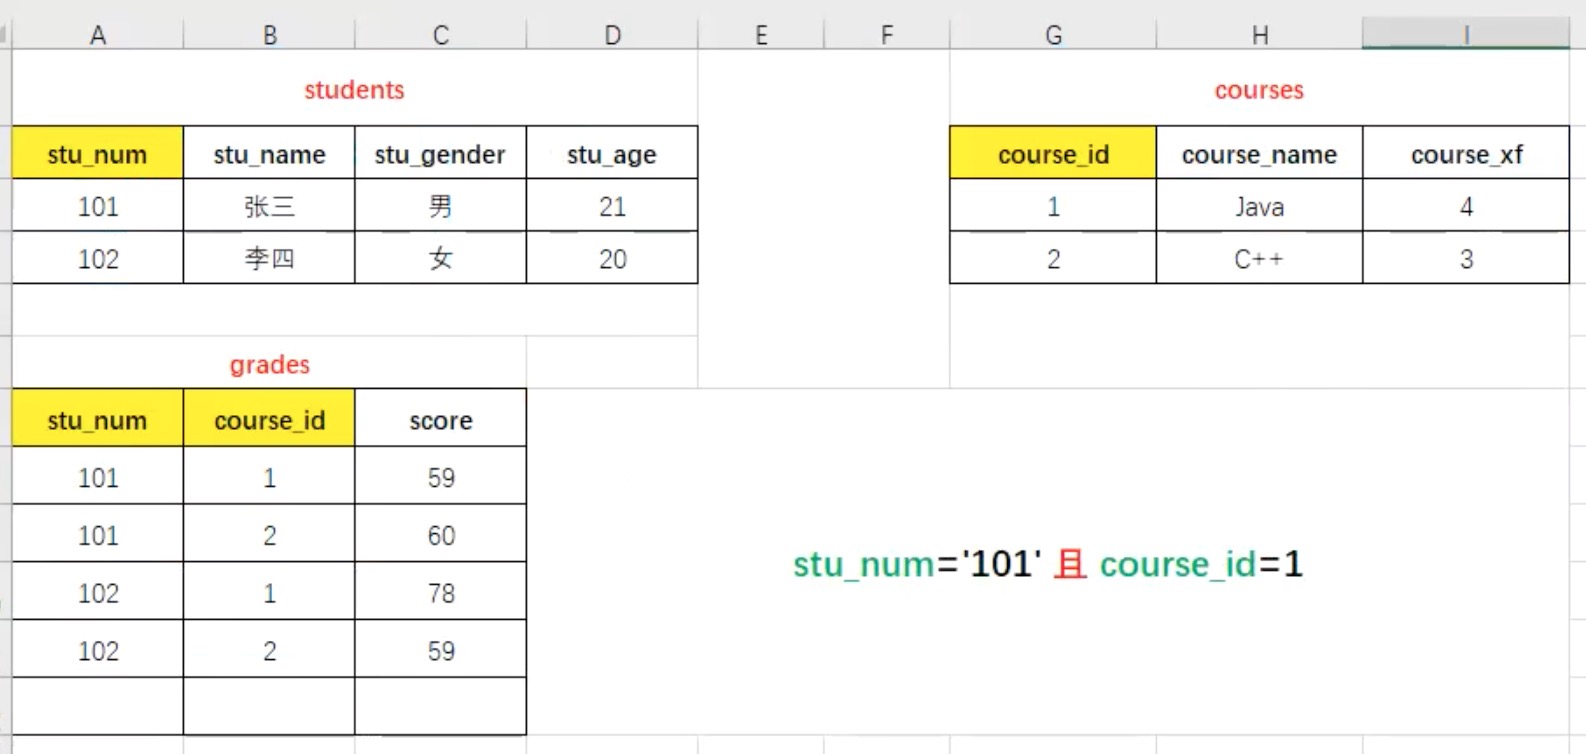 A B C D E F G H I
students courses
stu_num stu_name stu_gender stu_age course_id course_name course_xf
101 张三 男 21 1 Java 4
102 李四 女 20 2 C++ 3
grades
stu_num course_id score
101 1 59
101 2 60
stu_num='101' 且 course_id=1
102 1 78
102 2 59